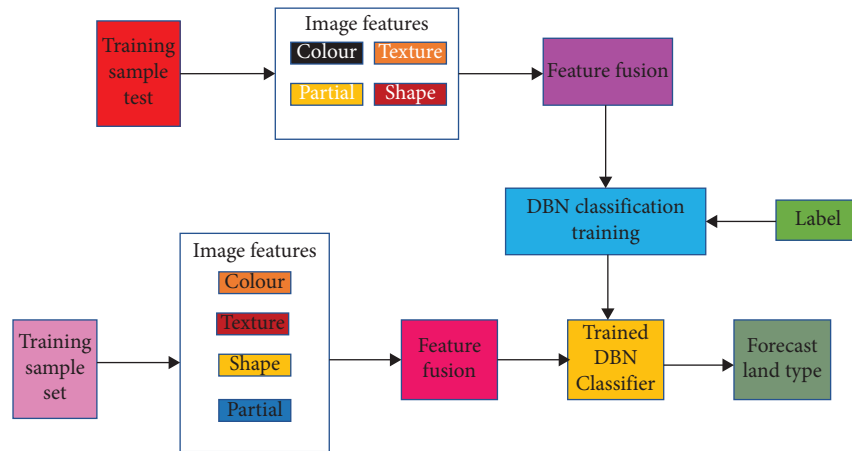 Training
sample
test
Image features
Colour
Texture
Partial
Shape
Feature fusion
DBN classification
training
Label
Training
sample
set
Image features
Colour
Texture
Shape
Partial
Feature
fusion
Trained
DBN
Classifier
Forecast
land type